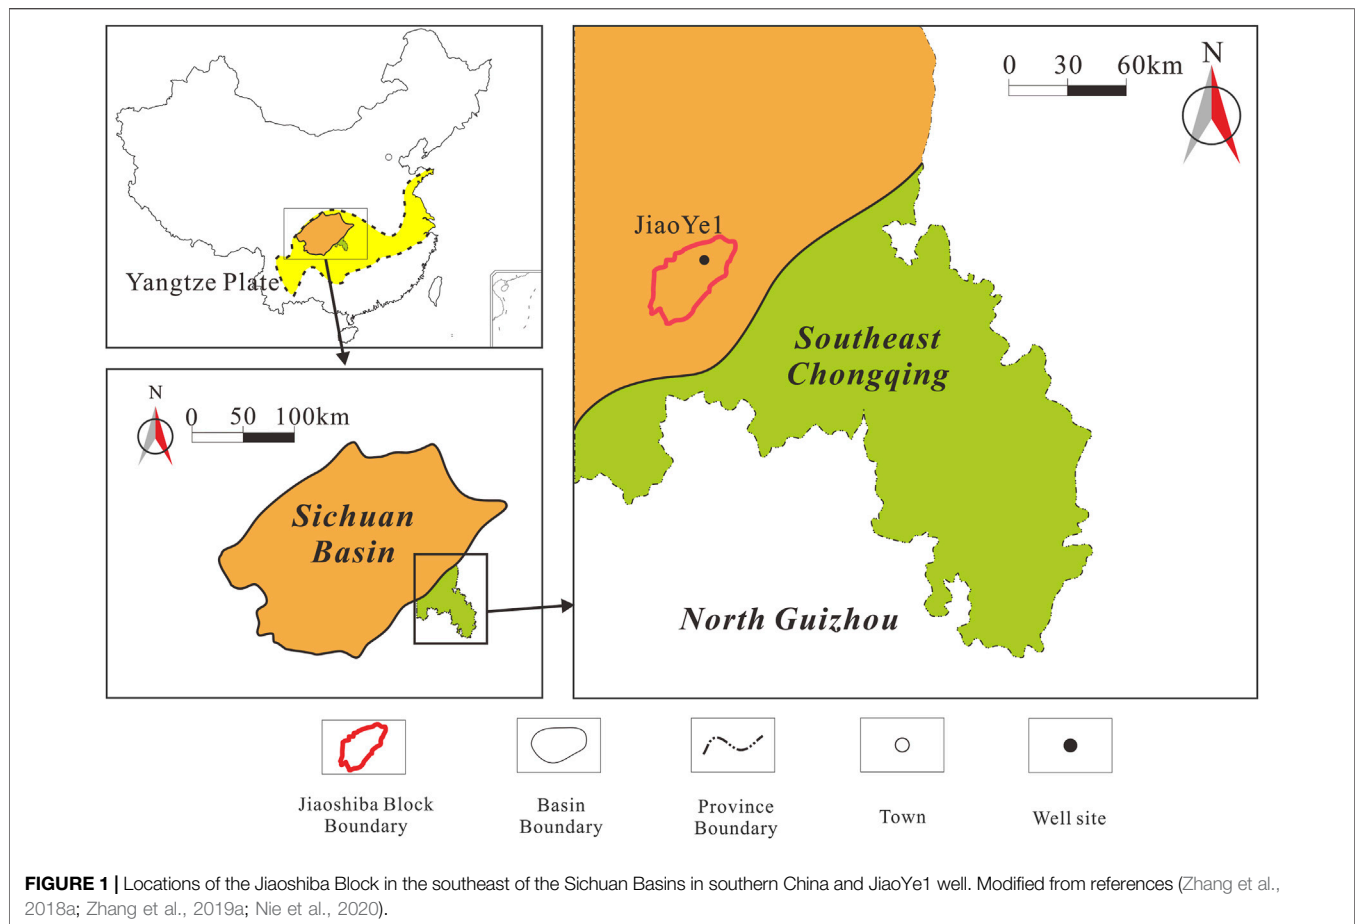 Yangtze Plate
N
0 50 100km
Sichuan
Basin
0 30 60km
N
JiaoYe1
Southeast
Chongqing
North Guizhou
Jiaoshiba Block
Boundary
Basin
Boundary
Province
Boundary
Town
Well site
FIGURE 1 | Locations of the Jiaoshiba Block in the southeast of the Sichuan Basins in southern China and JiaoYe1 well. Modified from references (Zhang et al.,
2018a; Zhang et al., 2019a; Nie et al., 2020).